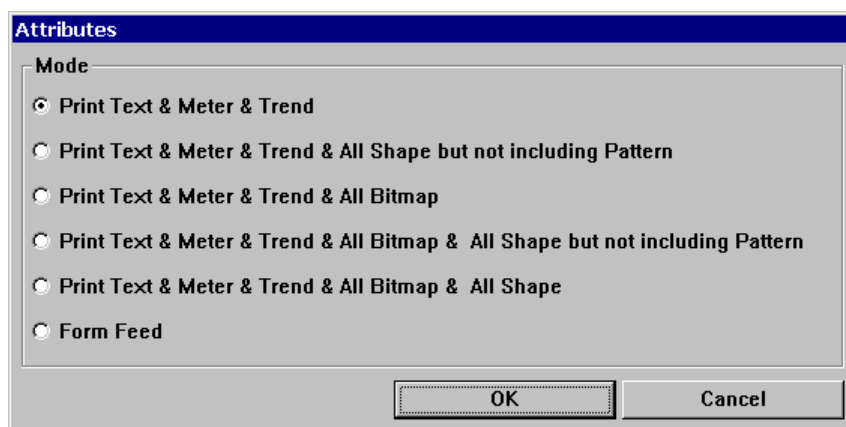 Attributes
Mode
Print Text & Meter & Trend
Print Text & Meter & Trend & All Shape but not including Pattern
Print Text & Meter & Trend & All Bitmap
Print Text & Meter & Trend & All Bitmap &  All Shape but not including Pattern
Print Text & Meter & Trend & All Bitmap &  All Shape
Form Feed
OK Cancel